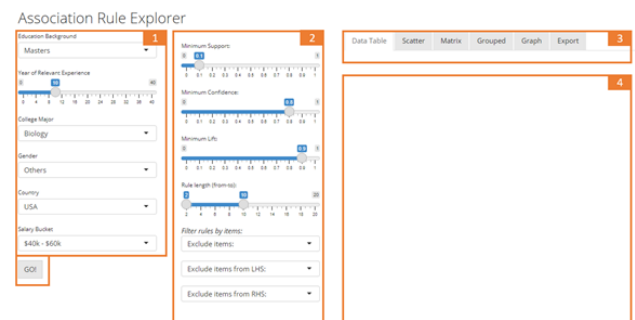 Association Rule Explorer
1
Education Background
Masters
Year of Relevant Experience
0 10 40
0 4 8 12 16 20 24 28 32 36 40
College Major
Biology
Gender
Others
Country
USA
Salary Bucket
$40k - $60k
GO!
2
Minimum Support:
0 0.1 1
0 0.1 0.2 0.3 0.4 0.5 0.6 0.7 0.8 0.9 1
Minimum Confidence:
0 0.8 1
0 0.1 0.2 0.3 0.4 0.5 0.6 0.7 0.8 0.9 1
Minimum Lift:
0 0.9 1
0 0.1 0.2 0.3 0.4 0.5 0.6 0.7 0.8 0.9 1
Rule length (from-to):
2 10 20
2 4 6 8 10 12 14 16 18 20
Filter rules by items:
Exclude items:
Exclude items from LHS:
Exclude items from RHS:
3
Data Table Scatter Matrix Grouped Graph Export
4